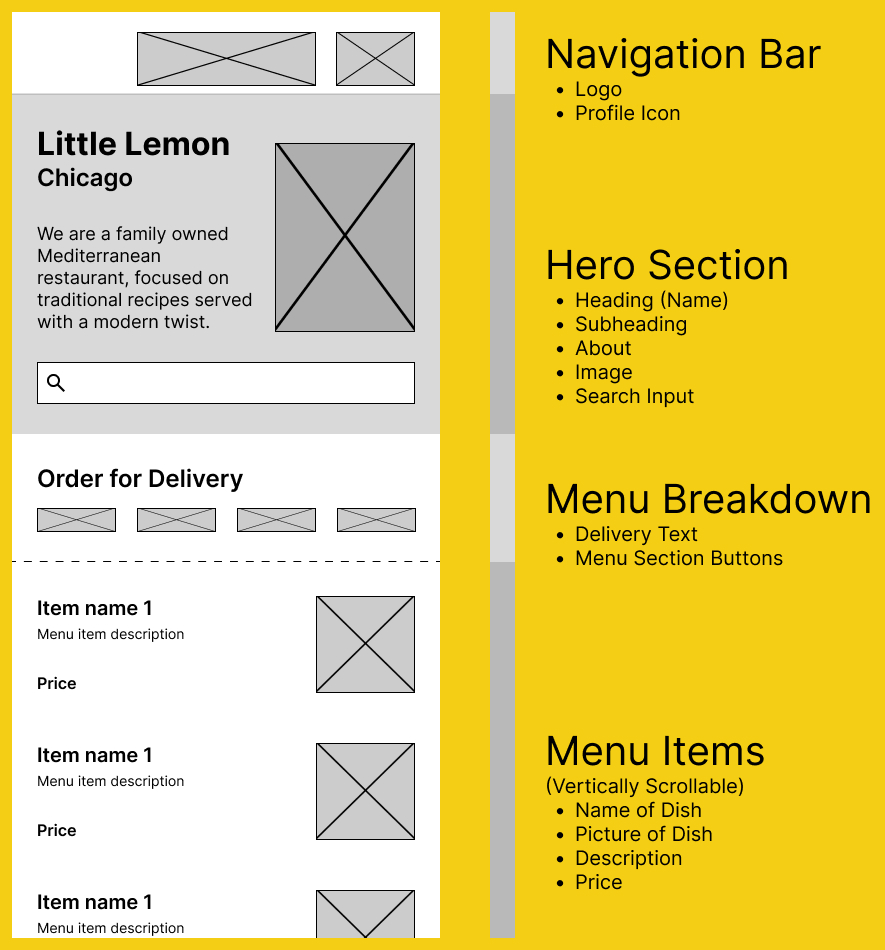 Little Lemon
Chicago
We are a family owned
Mediterranean
restaurant, focused on
traditional recipes served
with a modern twist.
Order for Delivery
Item name 1
Menu item description
Price
Item name 1
Menu item description
Price
Item name 1
Menu item description
Navigation Bar
• Logo
• Profile Icon
Hero Section
• Heading (Name)
• Subheading
• About
• Image
• Search Input
Menu Breakdown
• Delivery Text
• Menu Section Buttons
Menu Items
(Vertically Scrollable)
• Name of Dish
• Picture of Dish
• Description
• Price